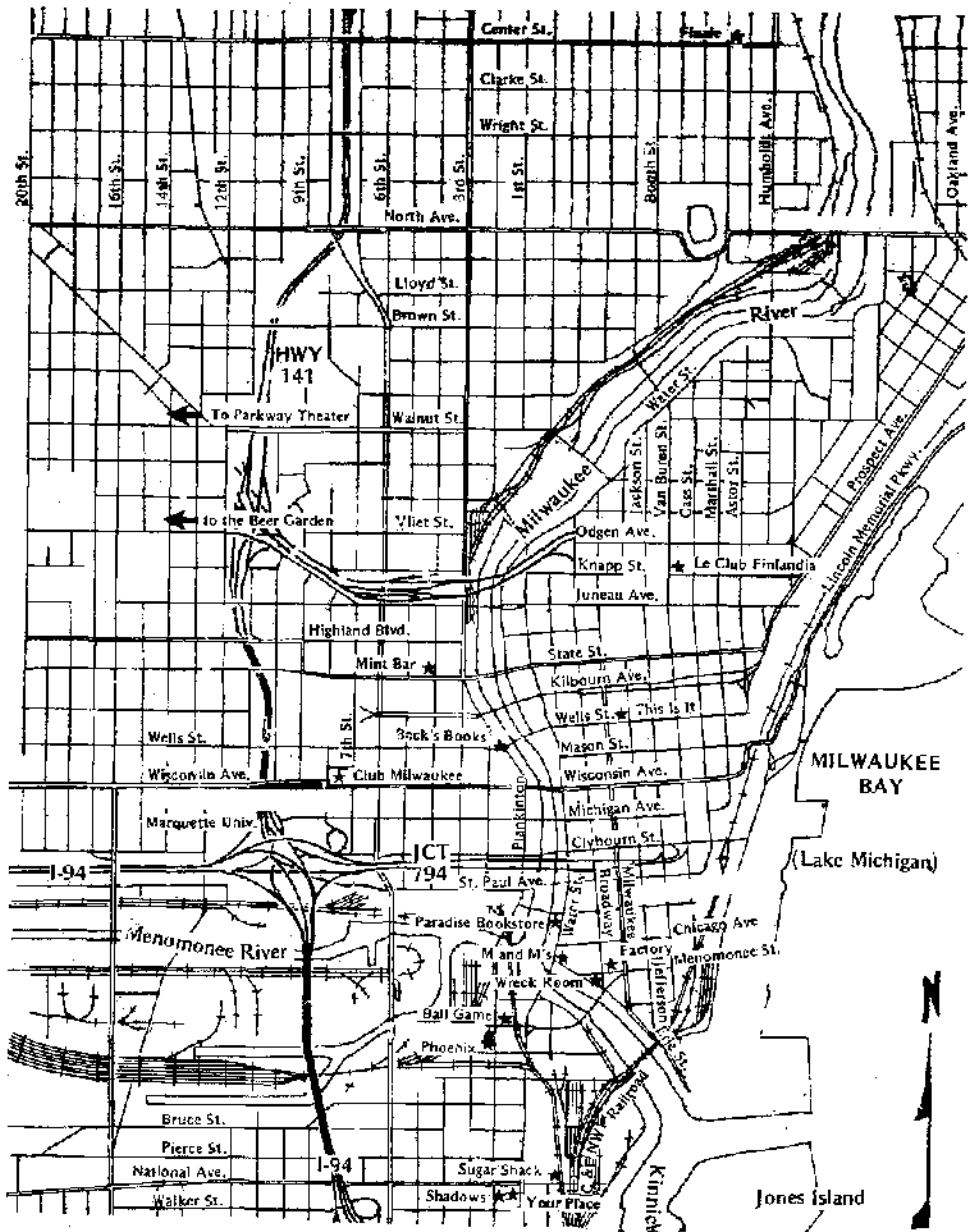 Center St.
Finale
Clarke St.
Wright St.
20th St.
16th St.
14th St.
12th St.
9th St.
6th St.
3rd St.
1st St.
Booth St.
Humboldt Ave.
Oakland Ave.
North Ave.
Lloyd St.
Brown St.
River
HWY
141
Water St.
To Parkway Theater
Walnut St.
Jackson St.
Van Buren St.
Cass St.
Marshall St.
Astor St.
Prospect Ave.
Lincoln Memorial Pkwy.
Milwaukee
to the Beer Garden
Vliet St.
Odgen Ave.
Knapp St.
Le Club Finlandia
Juneau Ave.
Highland Blvd.
State St.
Mint Bar
Kilbourn Ave.
Wells St.
This Is It
7th St.
Back's Books
Wells St.
Mason St.
Wisconsin Ave.
Club Milwaukee
Wisconsin Ave.
MILWAUKEE
BAY
Plankinton
Michigan Ave.
Marquette Univ.
Clybourn St.
JCT
794
I-94
(Lake Michigan)
St. Paul Ave.
Water St.
Broadway
Milwaukee
Paradise Bookstore
Chicago Ave
Menomonee River
M and M's
Factory
Menomonee St.
Jefferson
Wreck Room
N
Ball Game
Phoenix
Railroad
Bruce St.
Pierce St.
I-94
National Ave.
Sugar Shack
Walker St.
Shadows
Your Place
Jones Island